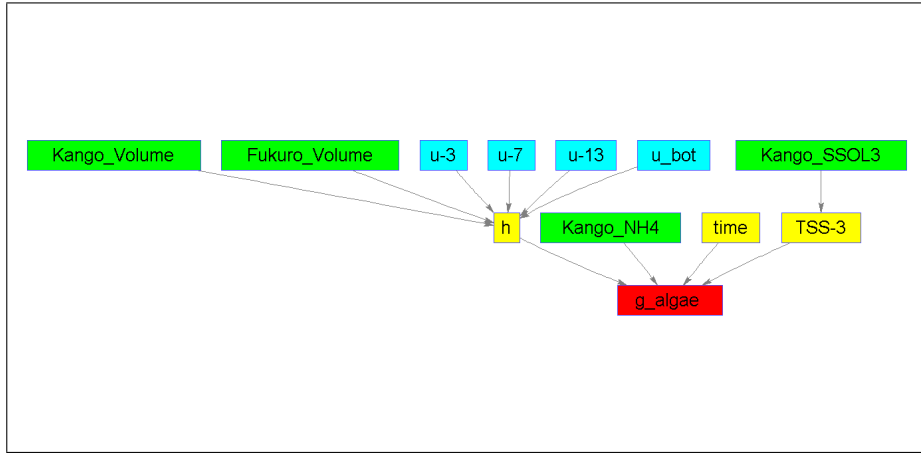 Kango_Volume Fukuro_Volume u-3 u-7 u-13 u_bot Kango_SSOL3
h Kango_NH4 time TSS-3
g_algae